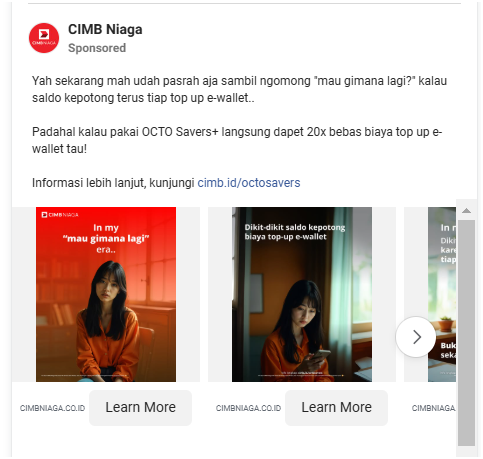 CIMB Niaga
Sponsored
Yah sekarang mah udah pasrah aja sambil ngomong "mau gimana lagi?" kalau
saldo kepotong terus tiap top up e-wallet..
Padahal kalau pakai OCTO Savers+ langsung dapet 20x bebas biaya top up e-
wallet tau!
Informasi lebih lanjut, kunjungi cimb.id/octosavers
CIMBNIAGA
In my
“mau gimana lagi”
era..
Dikit-dikit saldo kepotong
biaya top-up e-wallet
In m
Dikit
kare
tiap
Buk
seka
CIMBNIAGA.CO.ID
Learn More
CIMBNIAGA.CO.ID
Learn More
CIMBNIAGA.